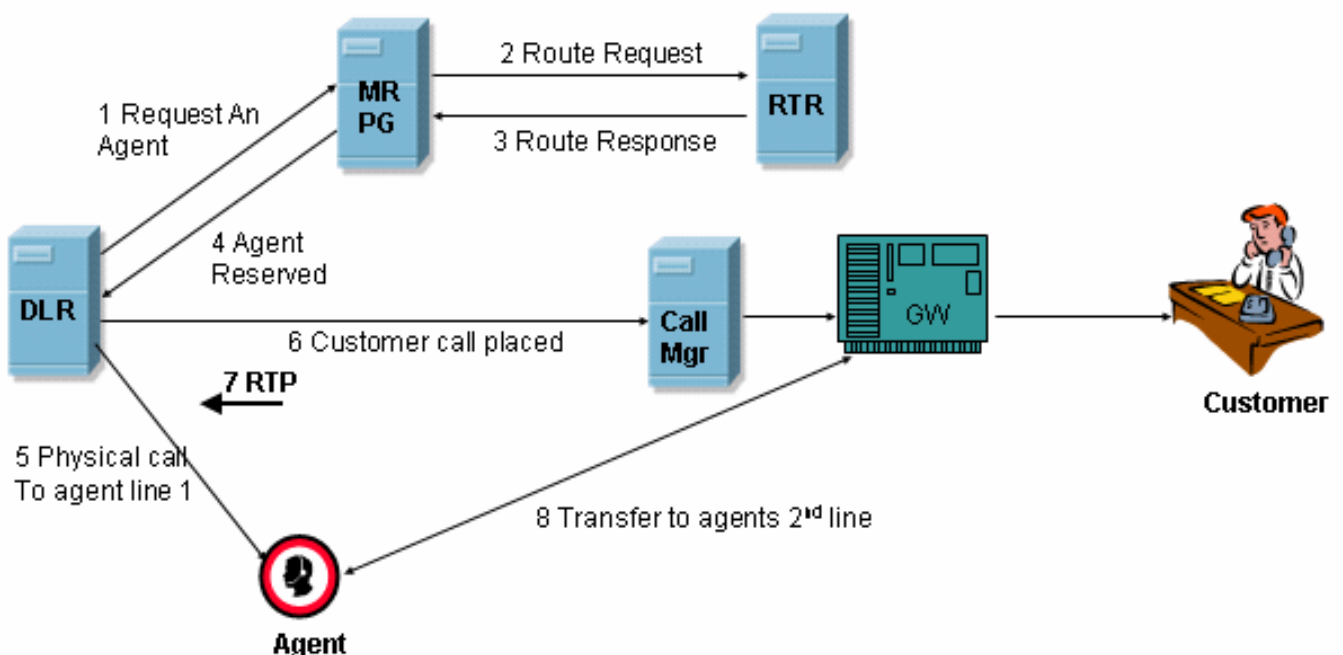 2 Route Request
MR
PG
RTR
1 Request An
Agent
3 Route Response
4 Agent
Reserved
DLR
Call
Mgr
GW
6 Customer call placed
7 RTP
Customer
5 Physical call
To agent line 1
8 Transfer to agents 2nd line
Agent